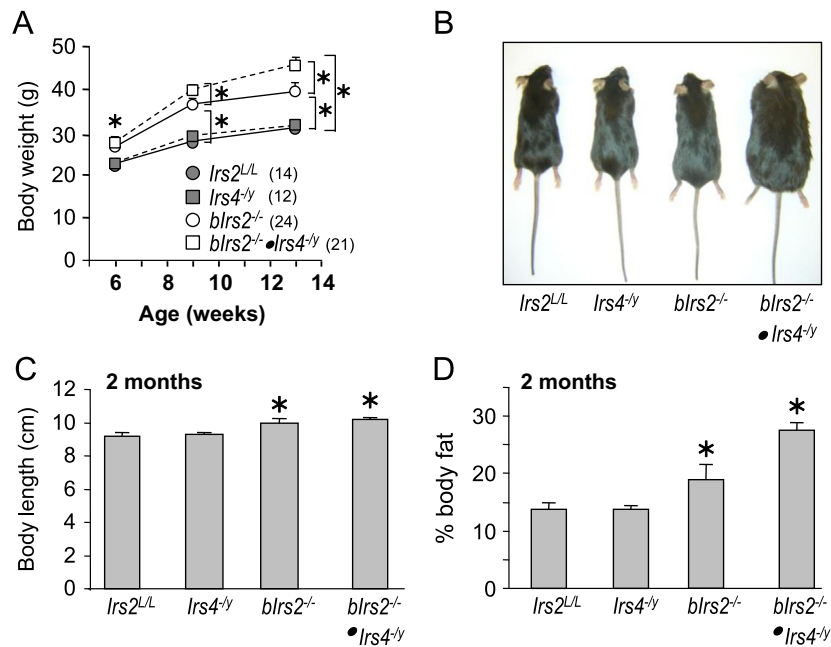 A
Body weight (g)
50
40
30
20
10
0
*
*
*
*
*
*
Irs2L/L (14)
Irs4-/y (12)
bIrs2-/- (24)
bIrs2-/-•Irs4-/y (21)
6 8 10 12 14
Age (weeks)
B
Irs2L/L Irs4-/y bIrs2-/- bIrs2-/-
•Irs4-/y
C
2 months
Body length (cm)
12
10
8
6
4
2
0
* *
Irs2L/L Irs4-/y bIrs2-/- bIrs2-/-
•Irs4-/y
D
2 months
% body fat
30
20
10
0
*
*
Irs2L/L Irs4-/y bIrs2-/- bIrs2-/-
•Irs4-/y